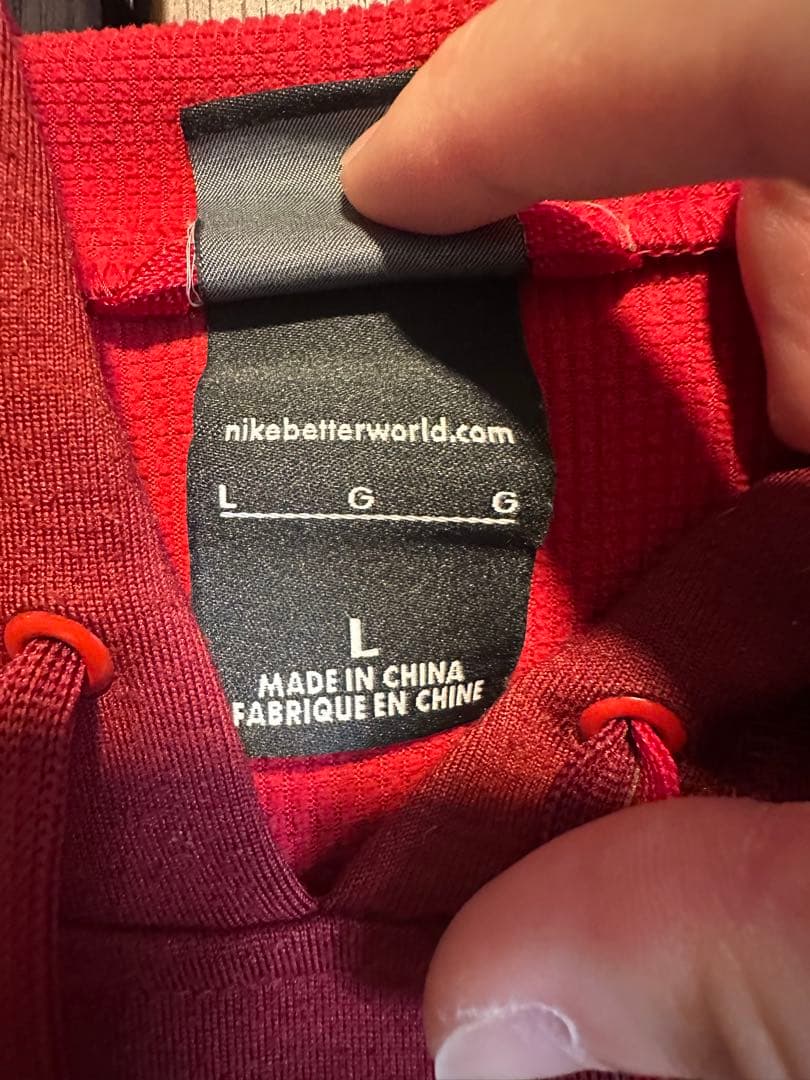 nikebetterworld.com
L G G
L
MADE IN CHINA
FABRIQUE EN CHINE